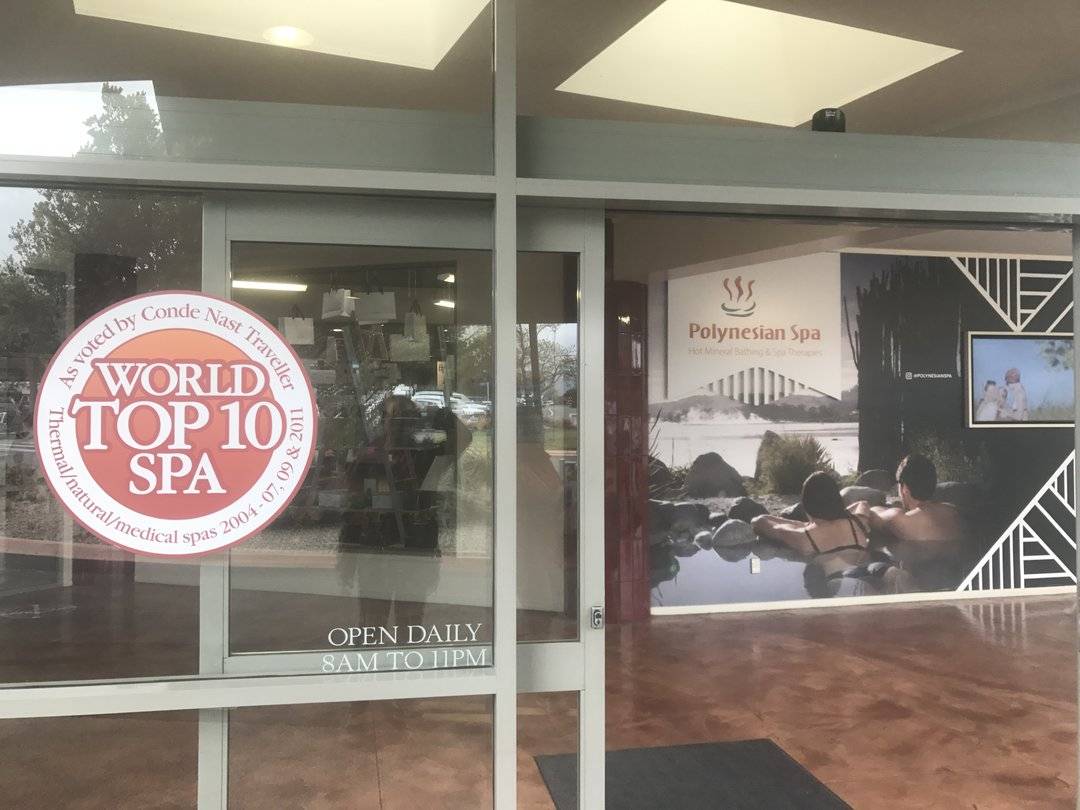 As voted by Conde Nast Traveller
WORLD
TOP 10
SPA
Thermal/natural/medical spas 2004 - 07, 09 & 2011
OPEN DAILY
8AM TO 11PM
Polynesian Spa
Hot Mineral Bathing & Spa Therapies
@POLYNESIANSPA